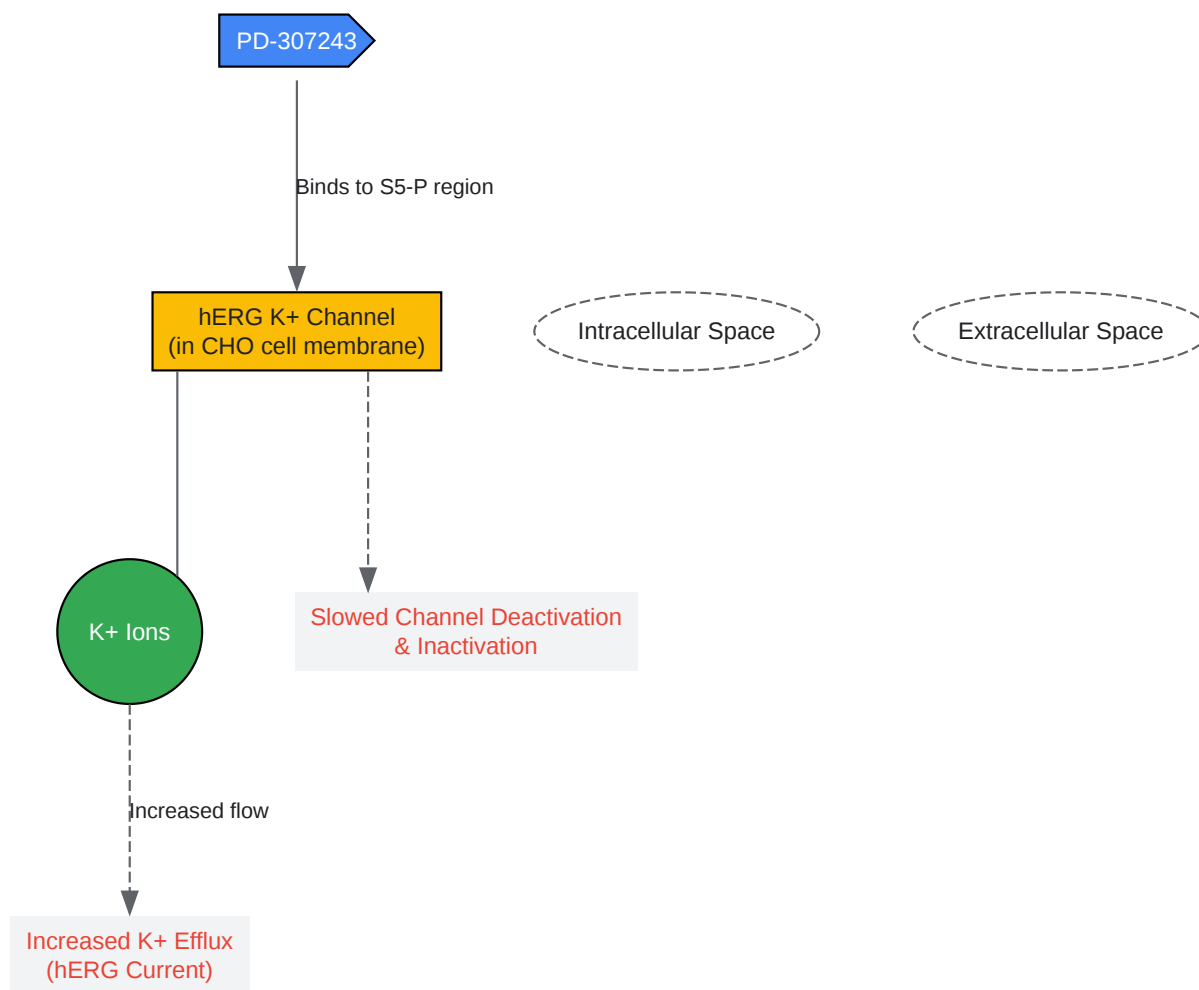 PD-307243
Binds to S5-P region
hERG K+ Channel
(in CHO cell membrane)
Intracellular Space
Extracellular Space
K+ Ions
Slowed Channel Deactivation
& Inactivation
Increased flow
Increased K+ Efflux
(hERG Current)